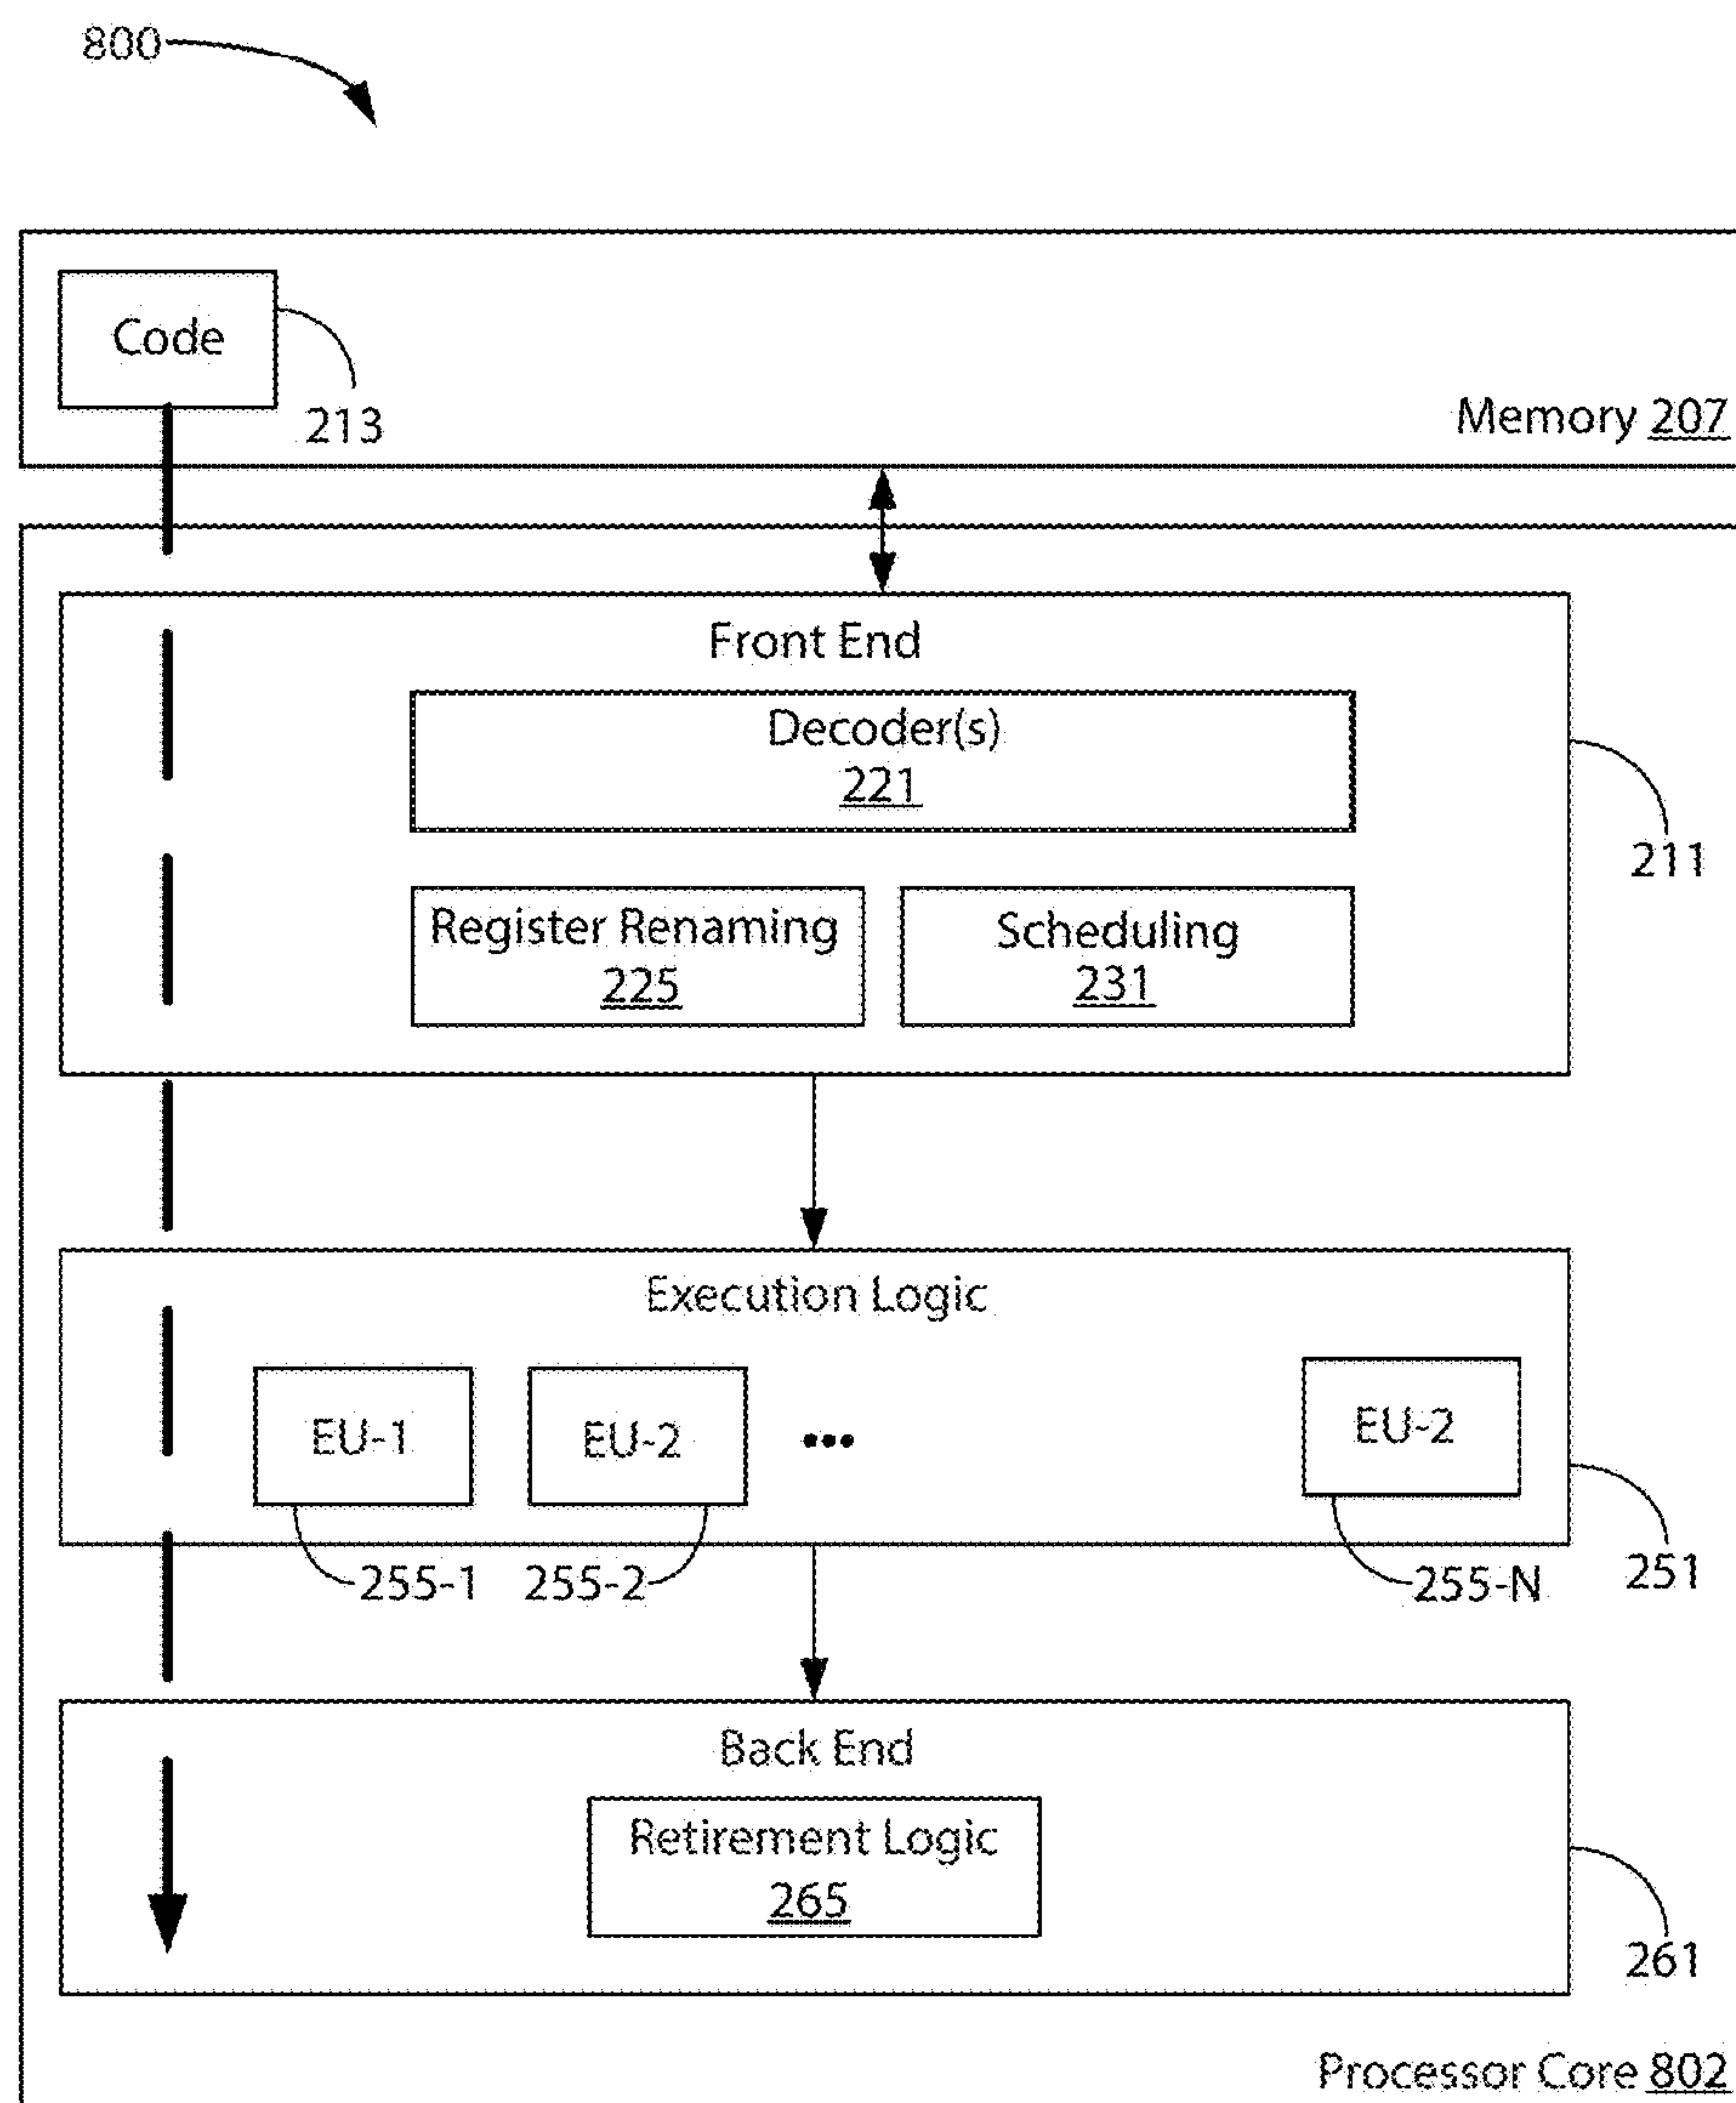 800
Code
213
Memory 207
Front End
Decoder(s)
221
211
Register Renaming
225
Scheduling
231
Execution Logic
EU-1
EU-2
•••
EU-2
255-1
255-2
255-N
251
Back End
Retirement Logic
265
261
Processor Core 802